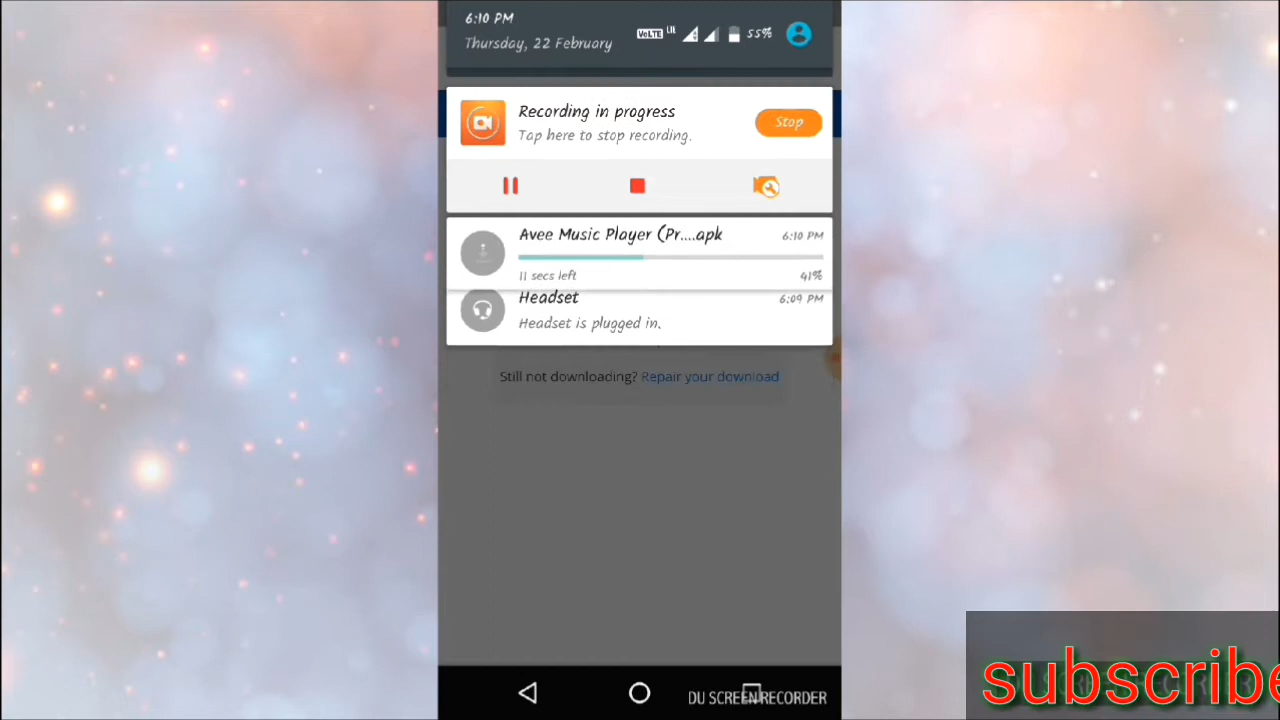 6:10 PM
Thursday, 22 February
VoLTE LTE 55%
Recording in progress
Tap here to stop recording.
Stop
Avee Music Player (Pr....apk
6:10 PM
11 secs left
41%
Headset
6:09 PM
Headset is plugged in.
Still not downloading? Repair your download
DU SCREEN RECORDER
subscribe